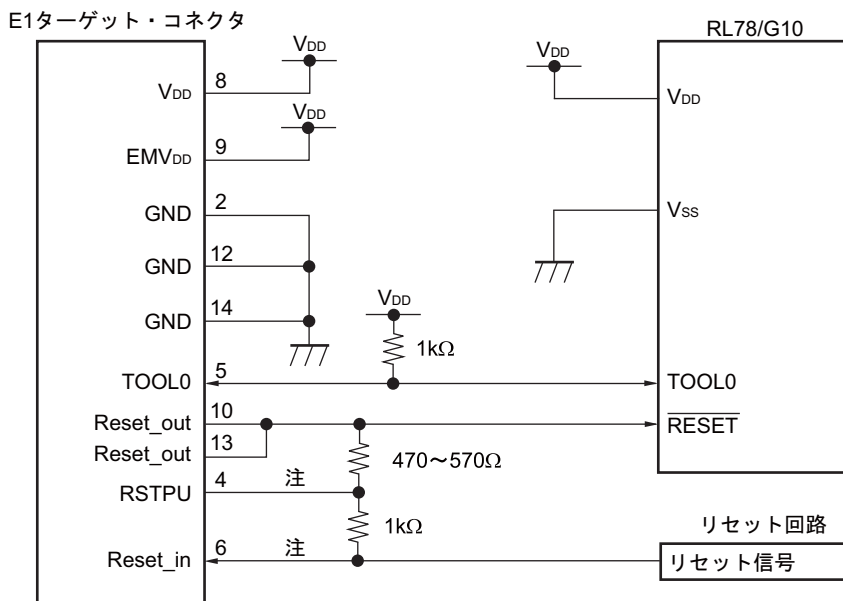 E1ターゲット・コネクタ
RL78/G10
VDD
VDD
8
VDD
VDD
VDD
EMVDD
9
GND
2
VSS
GND
12
GND
14
VDD
1kΩ
TOOL0
5
TOOL0
Reset_out
10
RESET
Reset_out
13
470～570Ω
RSTPU
4
注
1kΩ
リセット回路
Reset_in
6
注
リセット信号